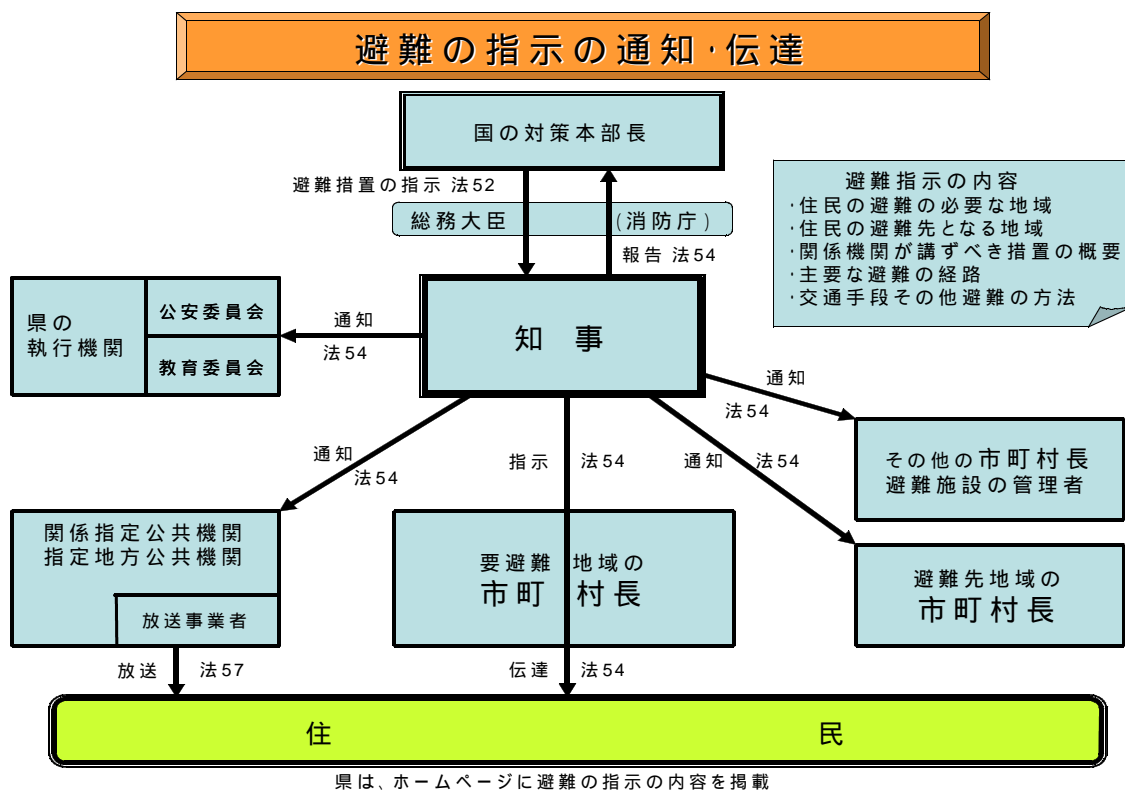 避難の指示の通知・伝達
国の対策本部長
避難措置の指示 法52
総務大臣 (消防庁)
報告 法54
避難指示の内容
・住民の避難の必要な地域
・住民の避難先となる地域
・関係機関が講ずべき措置の概要
・主要な避難の経路
・交通手段その他避難の方法
県の
執行機関
公安委員会
教育委員会
通知
法54
知 事
通知
法54
通知
法54
指示 法54
通知 法54
その他の市町村長
避難施設の管理者
関係指定公共機関
指定地方公共機関
放送事業者
要避難 地域の
市町 村長
避難先地域の
市町村長
放送 法57
伝達 法54
住 民
県は、ホームページに避難の指示の内容を掲載